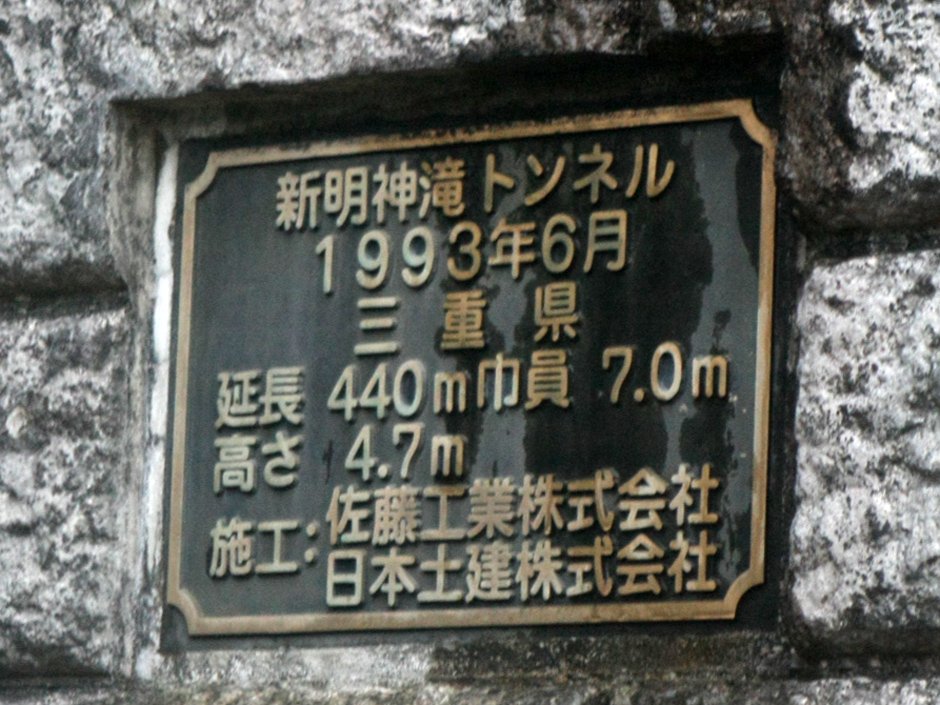 新明神滝トンネル
1993年6月
三重県
延長 440m 巾員 7.0m
高さ 4.7m
施工：佐藤工業株式会社
日本土建株式会社